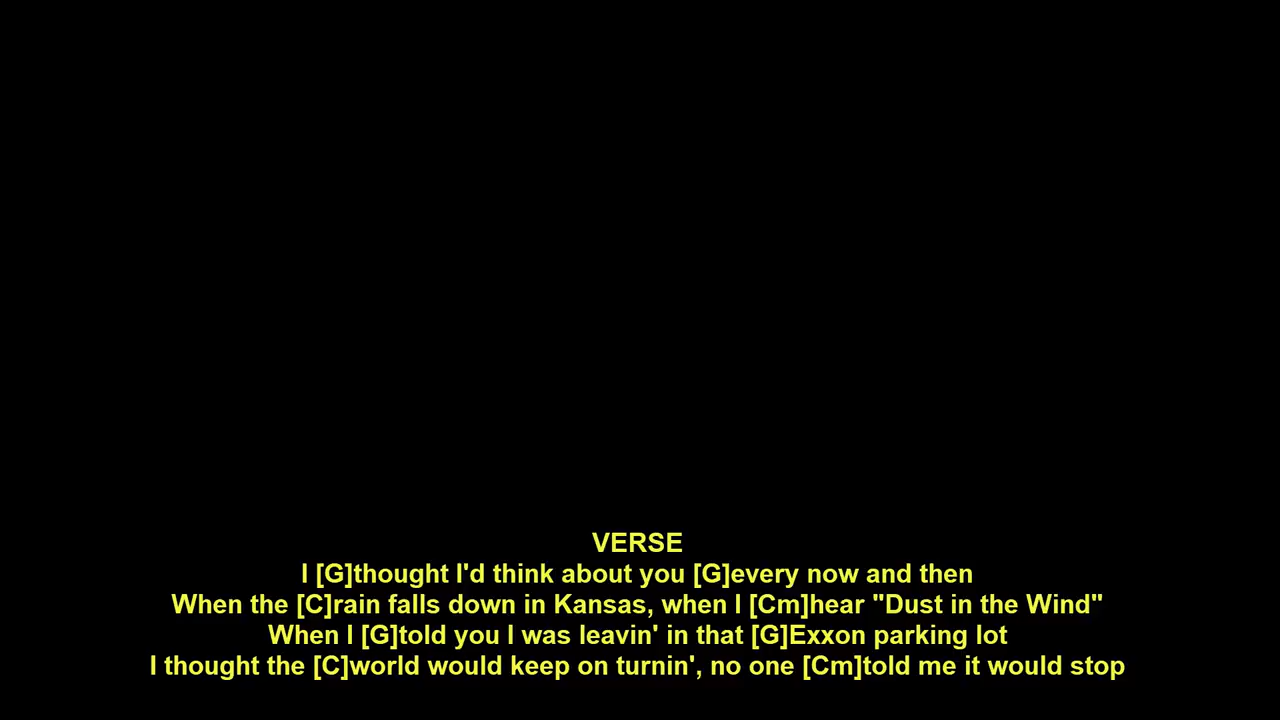 VERSE
I [G]thought I'd think about you [G]every now and then
When the [C]rain falls down in Kansas, when I [Cm]hear "Dust in the Wind"
When I [G]told you I was leavin' in that [G]Exxon parking lot
I thought the [C]world would keep on turnin', no one [Cm]told me it would stop